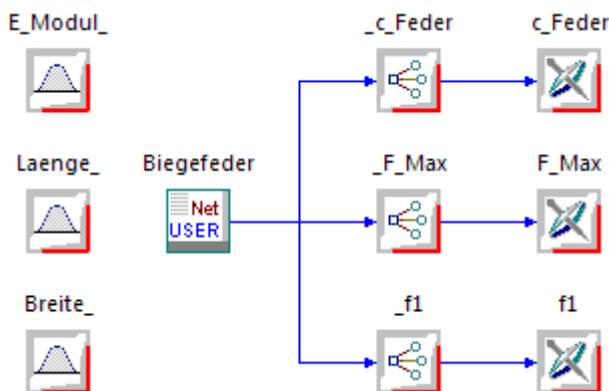 E_Modul_ _c_Feder c_Feder
Laenge_ Biegefeder _F_Max F_Max
Net
USER
Breite_ _f1 f1